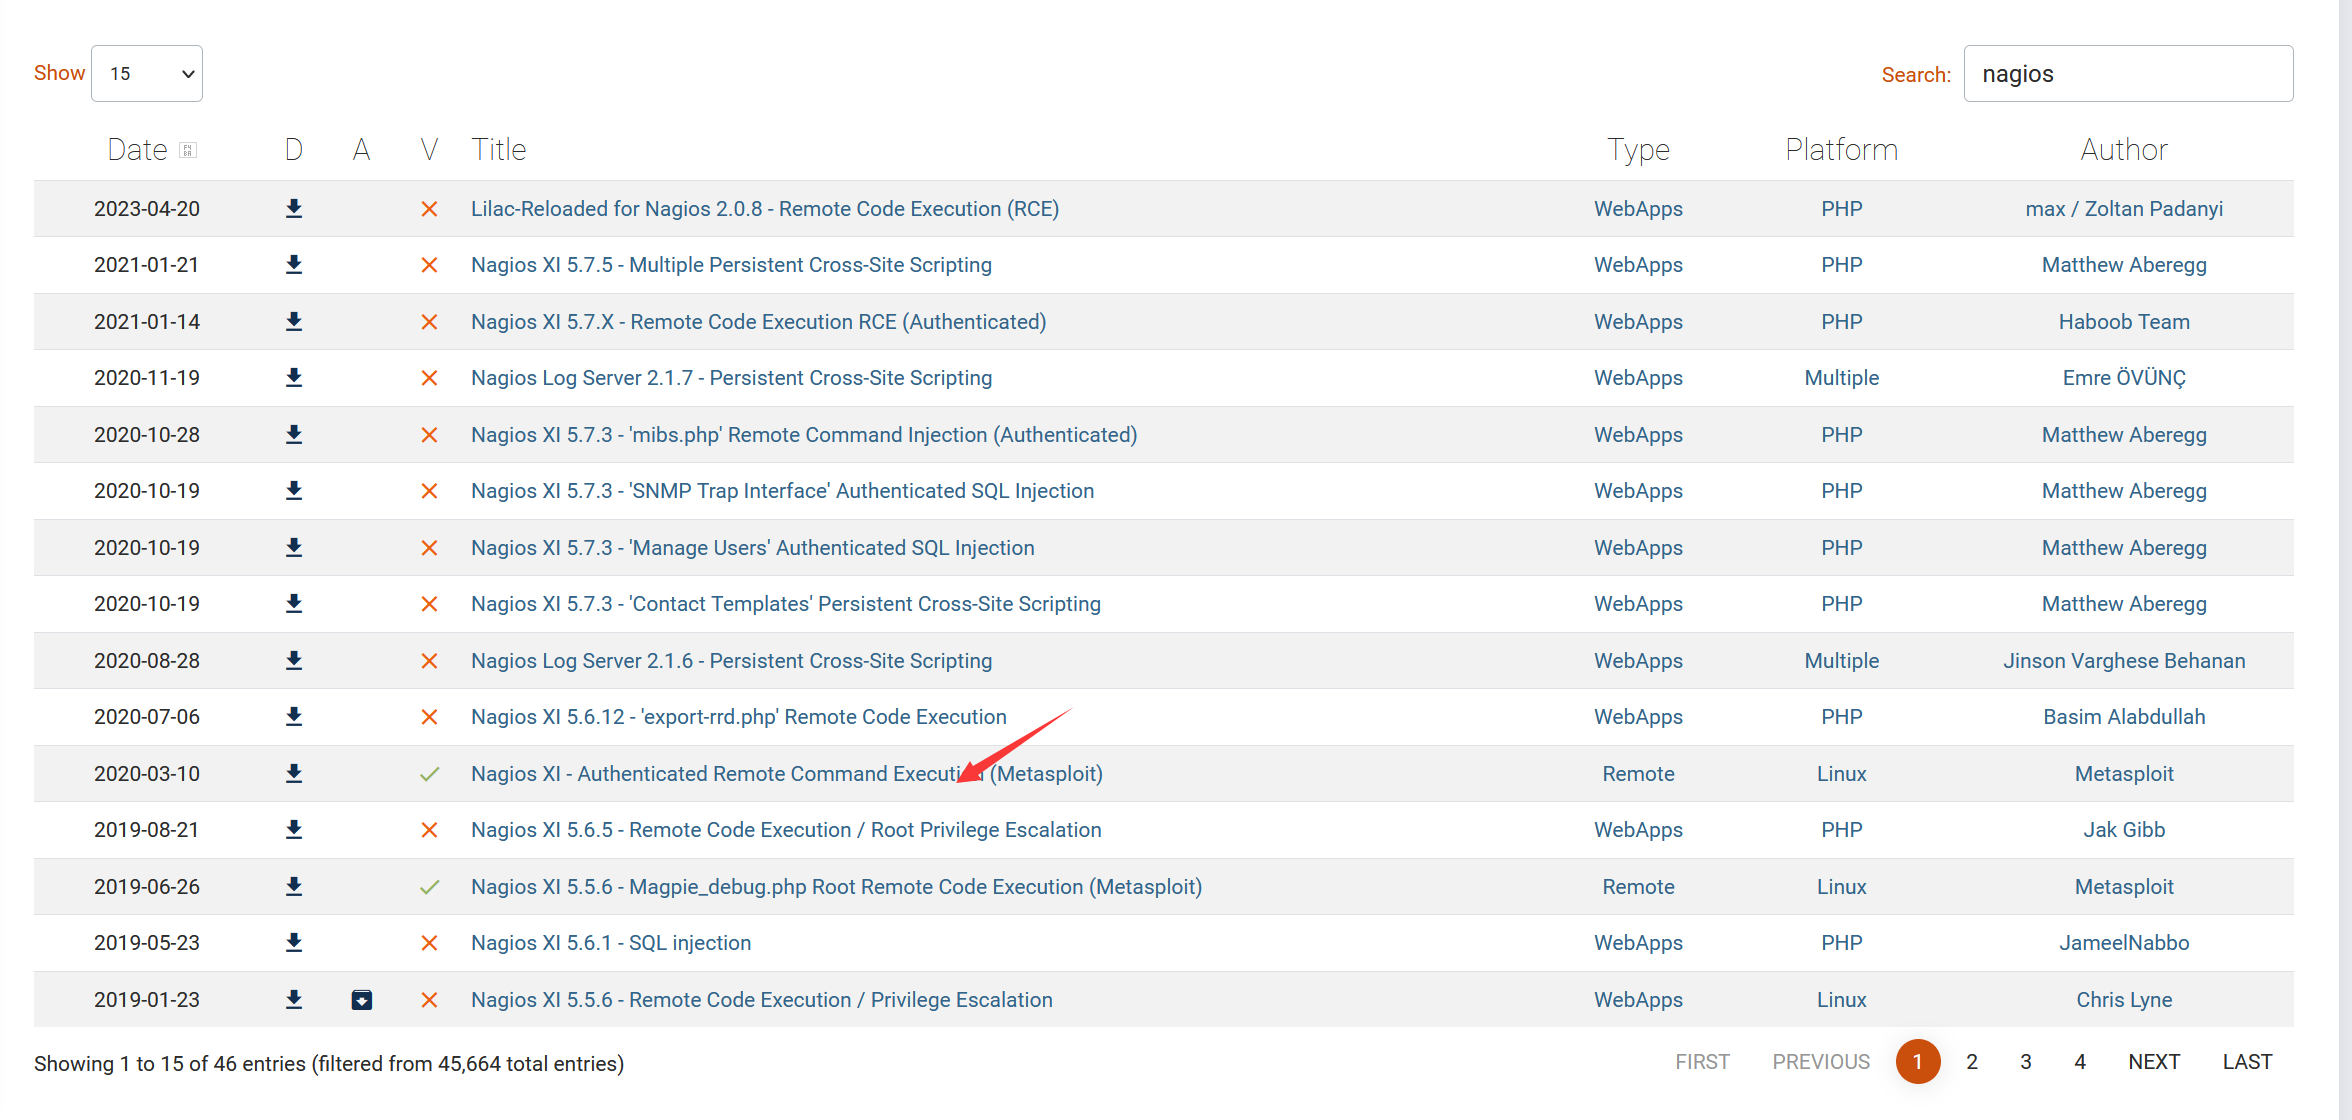 Show 15 Search: nagios
Date D A V Title Type Platform Author
2023-04-20 Lilac-Reloaded for Nagios 2.0.8 - Remote Code Execution (RCE) WebApps PHP max / Zoltan Padanyi
2021-01-21 Nagios XI 5.7.5 - Multiple Persistent Cross-Site Scripting WebApps PHP Matthew Aberegg
2021-01-14 Nagios XI 5.7.X - Remote Code Execution RCE (Authenticated) WebApps PHP Haboob Team
2020-11-19 Nagios Log Server 2.1.7 - Persistent Cross-Site Scripting WebApps Multiple Emre ÖVÜNÇ
2020-10-28 Nagios XI 5.7.3 - 'mibs.php' Remote Command Injection (Authenticated) WebApps PHP Matthew Aberegg
2020-10-19 Nagios XI 5.7.3 - 'SNMP Trap Interface' Authenticated SQL Injection WebApps PHP Matthew Aberegg
2020-10-19 Nagios XI 5.7.3 - 'Manage Users' Authenticated SQL Injection WebApps PHP Matthew Aberegg
2020-10-19 Nagios XI 5.7.3 - 'Contact Templates' Persistent Cross-Site Scripting WebApps PHP Matthew Aberegg
2020-08-28 Nagios Log Server 2.1.6 - Persistent Cross-Site Scripting WebApps Multiple Jinson Varghese Behanan
2020-07-06 Nagios XI 5.6.12 - 'export-rrd.php' Remote Code Execution WebApps PHP Basim Alabdullah
2020-03-10 Nagios XI - Authenticated Remote Command Execution (Metasploit) Remote Linux Metasploit
2019-08-21 Nagios XI 5.6.5 - Remote Code Execution / Root Privilege Escalation WebApps PHP Jak Gibb
2019-06-26 Nagios XI 5.5.6 - Magpie_debug.php Root Remote Code Execution (Metasploit) Remote Linux Metasploit
2019-05-23 Nagios XI 5.6.1 - SQL injection WebApps PHP JameelNabbo
2019-01-23 Nagios XI 5.5.6 - Remote Code Execution / Privilege Escalation WebApps Linux Chris Lyne
Showing 1 to 15 of 46 entries (filtered from 45,664 total entries) FIRST PREVIOUS 1 2 3 4 NEXT LAST